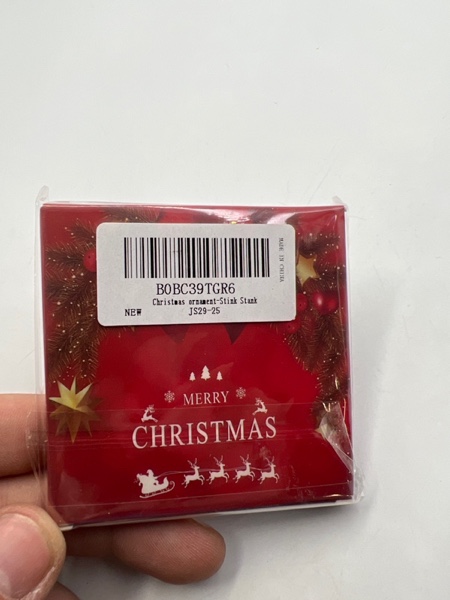 MADE IN CHINA
B0BC39TGR6
Christmas ornament-Stink Stank
NEW
JS29-25
MERRY
CHRISTMAS